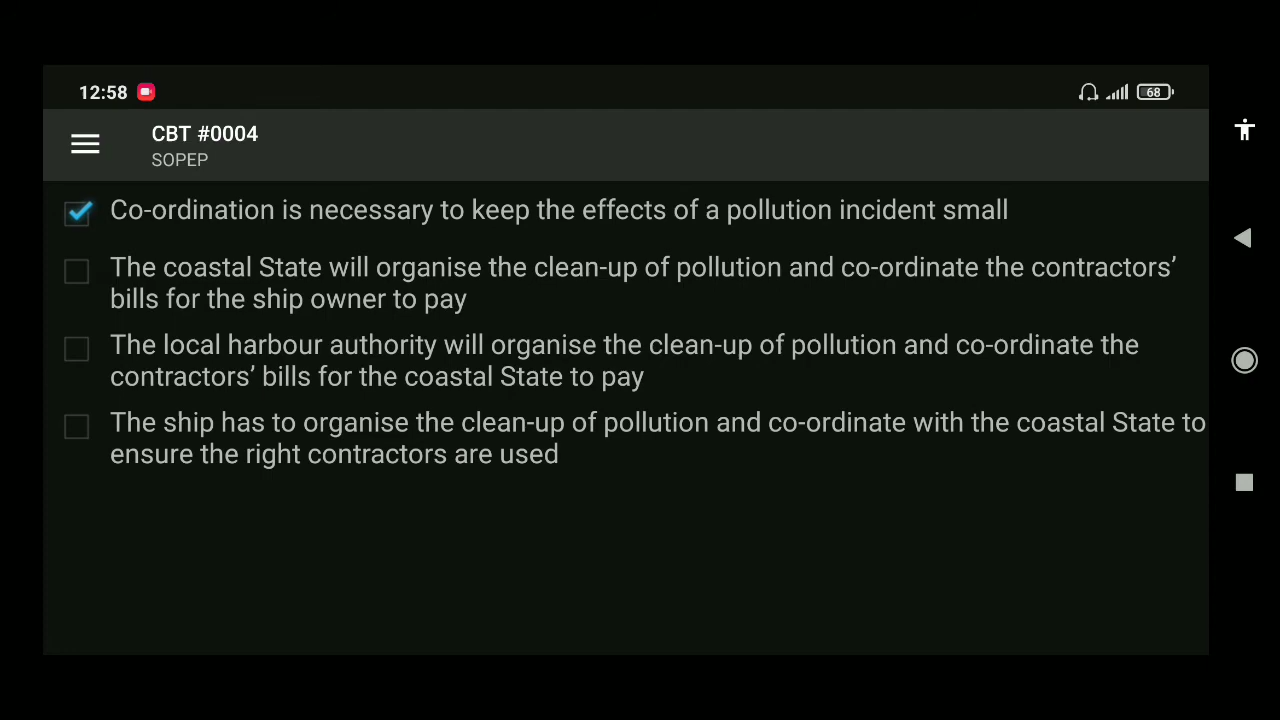 12:58
68
CBT #0004
SOPEP
Co-ordination is necessary to keep the effects of a pollution incident small
The coastal State will organise the clean-up of pollution and co-ordinate the contractors’
bills for the ship owner to pay
The local harbour authority will organise the clean-up of pollution and co-ordinate the
contractors’ bills for the coastal State to pay
The ship has to organise the clean-up of pollution and co-ordinate with the coastal State to
ensure the right contractors are used